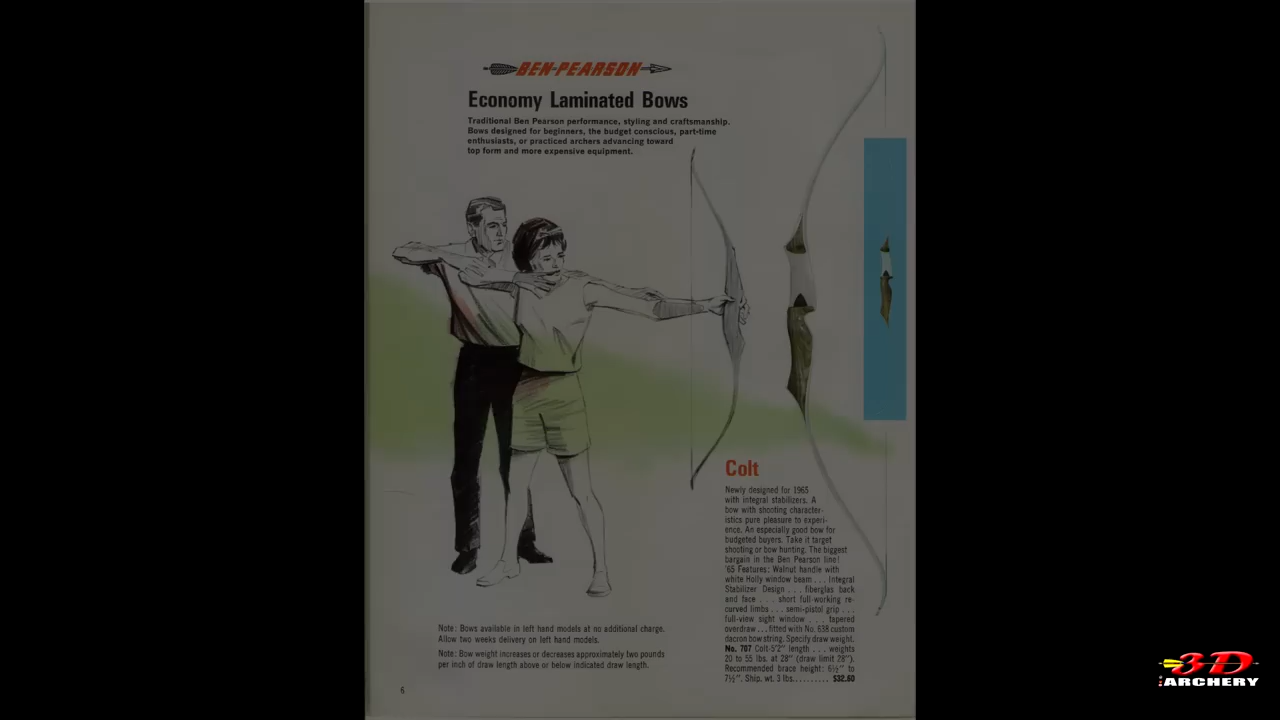 BEN-PEARSON
Economy Laminated Bows
Traditional Ben Pearson performance, styling and craftsmanship.
Bows designed for beginners, the budget conscious, part-time
enthusiasts, or practiced archers advancing toward
top form and more expensive equipment.
Colt
Newly designed for 1965
with integral stabilizers. A
bow with shooting character-
istics pure pleasure to experi-
ence. An especially good bow for
budgeted buyers. Take it target
shooting or bow hunting. The biggest
bargain in the Ben Pearson line!
'65 Features: Walnut handle with
white Holly window beam . . . Integral
Stabilizer Design . . . fiberglas back
and face . . . short full-working re-
curved limbs . . . semi-pistol grip . . .
full-view sight window . . . tapered
overdraw . . . fitted with No. 638 custom
dacron bow string. Specify draw weight.
No. 707 Colt-5'2" length . . . weights
20 to 55 lbs. at 28" (draw limit 28").
Recommended brace height: 6½" to
7½". Ship. wt. 3 lbs. . . . . . . . . . $32.60
Note: Bows available in left hand models at no additional charge.
Allow two weeks delivery on left hand models.
Note: Bow weight increases or decreases approximately two pounds
per inch of draw length above or below indicated draw length.
6
3-D
ARCHERY